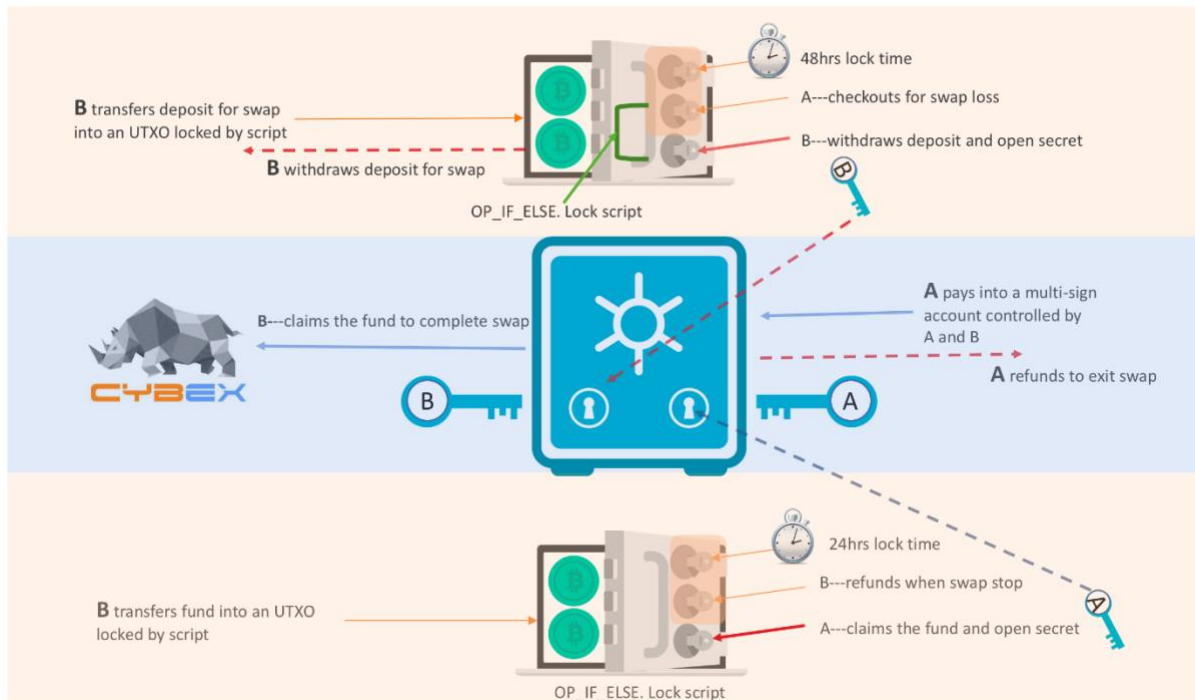 48hrs lock time
B transfers deposit for swap
into an UTXO locked by script
A---checkouts for swap loss
B---withdraws deposit and open secret
B withdraws deposit for swap
B
OP_IF_ELSE. Lock script
A pays into a multi-sign
account controlled by
A and B
B---claims the fund to complete swap
A refunds to exit swap
CYBEX
B
A
24hrs lock time
B---refunds when swap stop
B transfers fund into an UTXO
locked by script
A---claims the fund and open secret
A
OP_IF_ELSE. Lock script